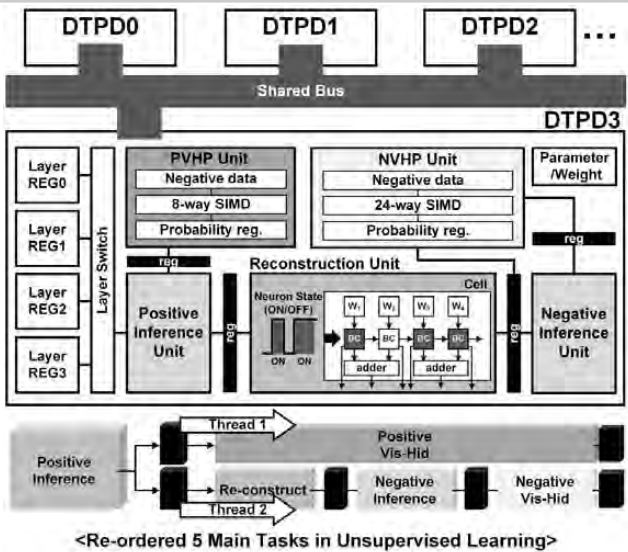 DTPD0
DTPD1
DTPD2
...
Shared Bus
DTPD3
Layer
REG0
Layer
REG1
Layer
REG2
Layer
REG3
Layer Switch
PVHP Unit
Negative data
8-way SIMD
Probability reg.
NVHP Unit
Negative data
24-way SIMD
Probability reg.
Parameter
/Weight
reg
reg
Reconstruction Unit
Positive
Inference
Unit
reg
Neuron State
(ON/OFF)
ON ON
Cell
W1 W2 W3 W4
BC BC BC BC
adder adder
reg
Negative
Inference
Unit
Positive
Inference
Thread 1
Positive
Vis-Hid
Re-construct
Negative
Inference
Negative
Vis-Hid
Thread 2
<Re-ordered 5 Main Tasks in Unsupervised Learning>